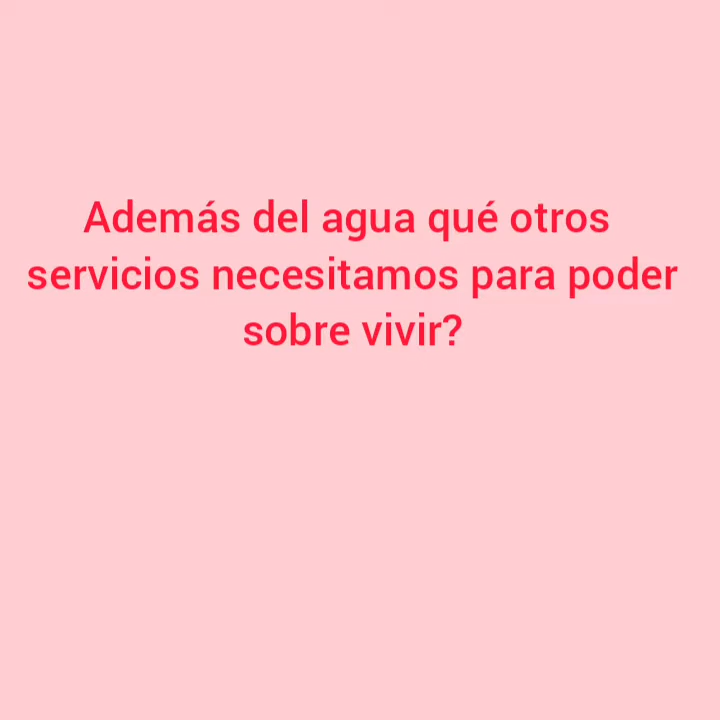 Además del agua qué otros
servicios necesitamos para poder
sobre vivir?